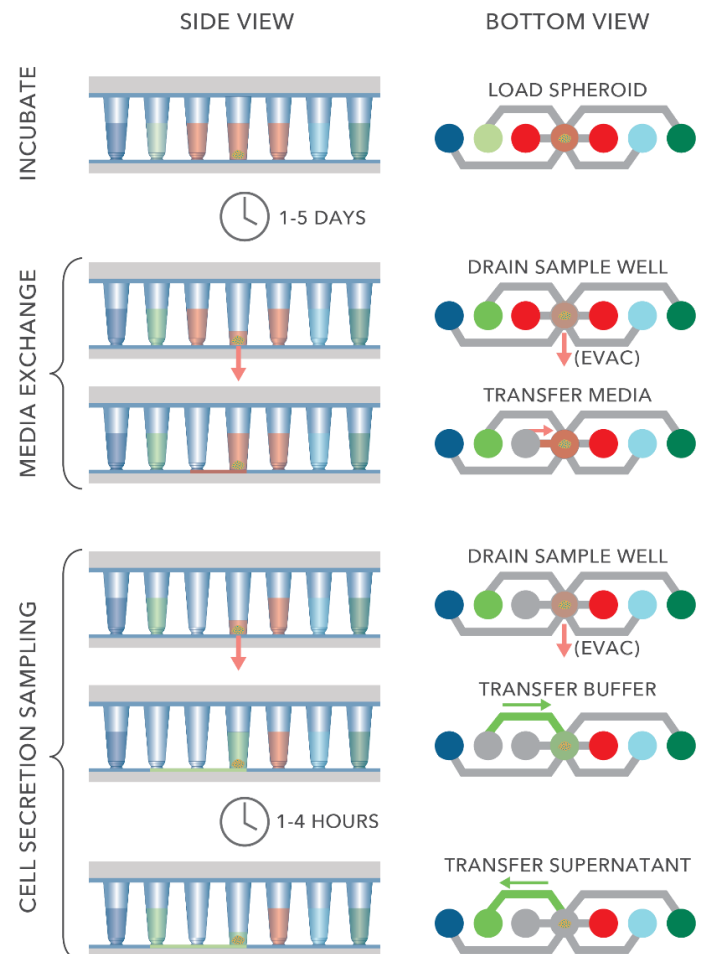 SIDE VIEW
BOTTOM VIEW
INCUBATE
LOAD SPHEROID
1-5 DAYS
MEDIA EXCHANGE
DRAIN SAMPLE WELL
(EVAC)
TRANSFER MEDIA
CELL SECRETION SAMPLING
DRAIN SAMPLE WELL
(EVAC)
TRANSFER BUFFER
1-4 HOURS
TRANSFER SUPERNATANT